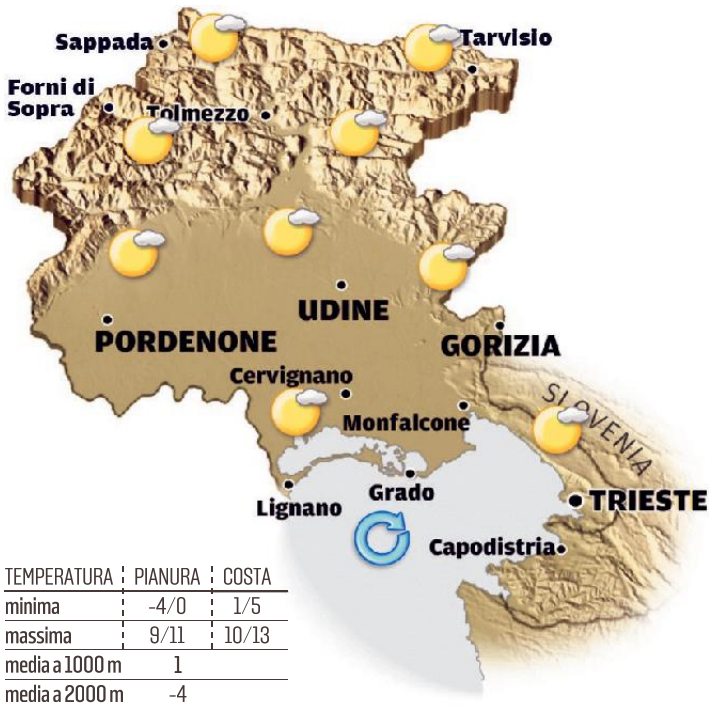 Sappada
Tarvisio
Forni di
Sopra
Tolmezzo
UDINE
PORDENONE
GORIZIA
Cervignano
SLOVENIA
Monfalcone
Grado
Lignano
TRIESTE
Capodistria
TEMPERATURA PIANURA COSTA
minima -4/0 1/5
massima 9/11 10/13
media a 1000 m 1
media a 2000 m -4